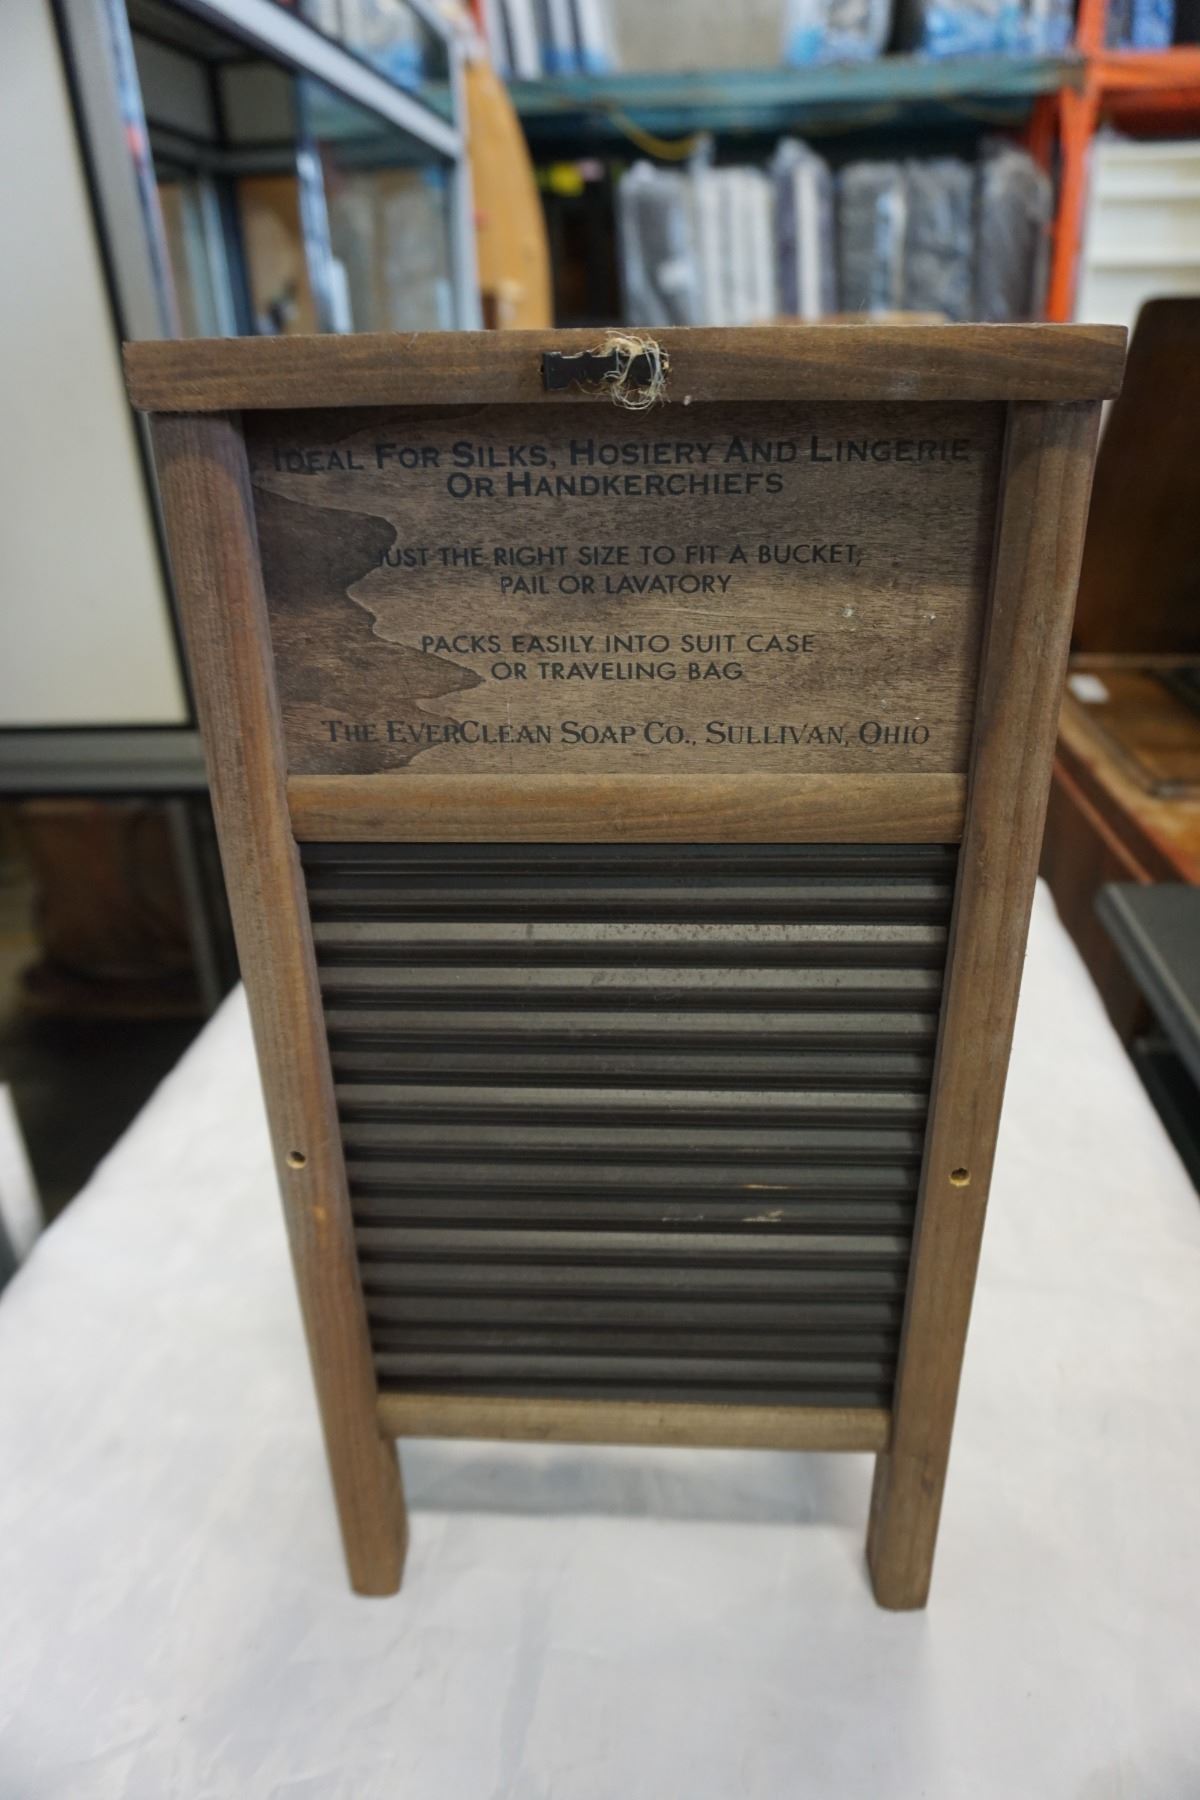 IDEAL FOR SILKS, HOSIERY AND LINGERIE
OR HANDKERCHIEFS
JUST THE RIGHT SIZE TO FIT A BUCKET,
PAIL OR LAVATORY
PACKS EASILY INTO SUIT CASE
OR TRAVELING BAG
THE EVERCLEAN SOAP CO., SULLIVAN, OHIO